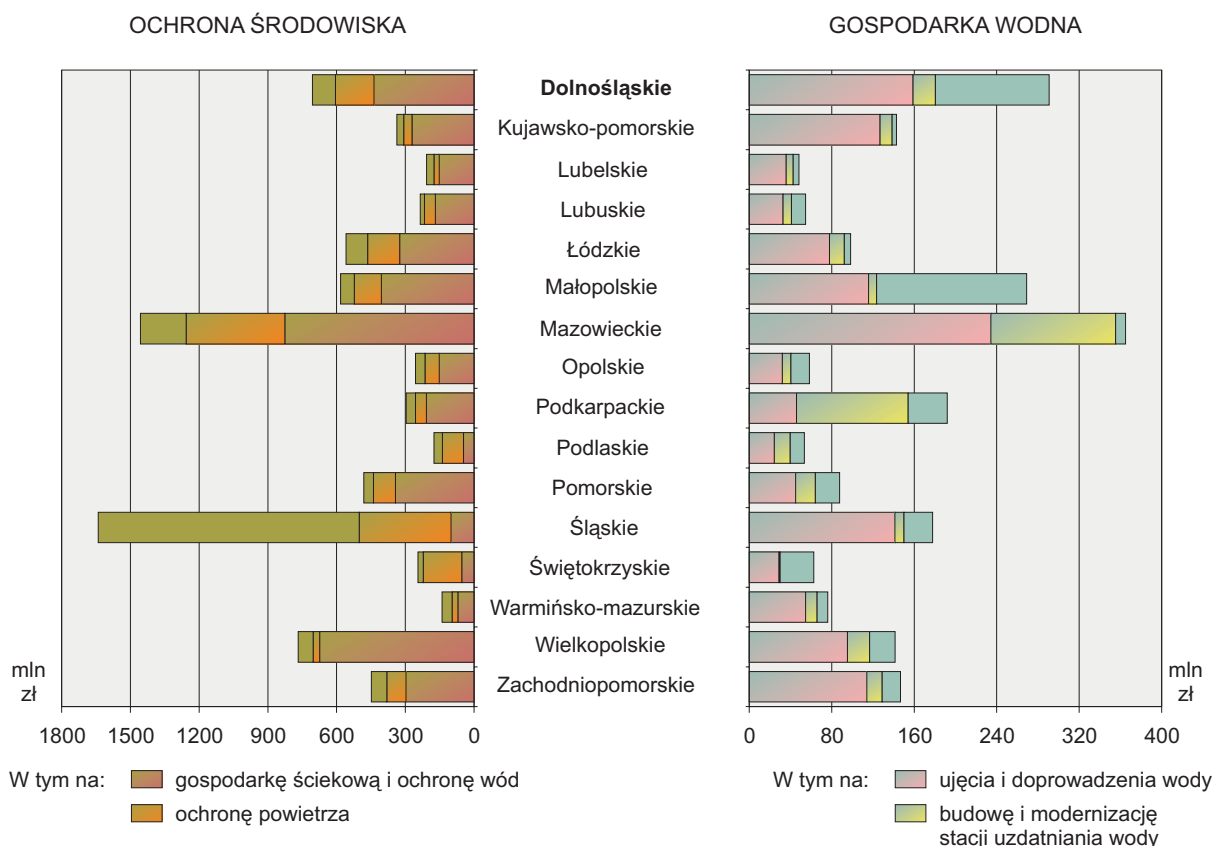 OCHRONA ŚRODOWISKA
GOSPODARKA WODNA
Dolnośląskie
Kujawsko-pomorskie
Lubelskie
Lubuskie
Łódzkie
Małopolskie
Mazowieckie
Opolskie
Podkarpackie
Podlaskie
Pomorskie
Śląskie
Świętokrzyskie
Warmińsko-mazurskie
Wielkopolskie
Zachodniopomorskie
mln
zł
mln
zł
1800 1500 1200 900 600 300 0
0 80 160 240 320 400
W tym na: gospodarkę ściekową i ochronę wód
ochronę powietrza
W tym na: ujęcia i doprowadzenia wody
budowę i modernizację
stacji uzdatniania wody